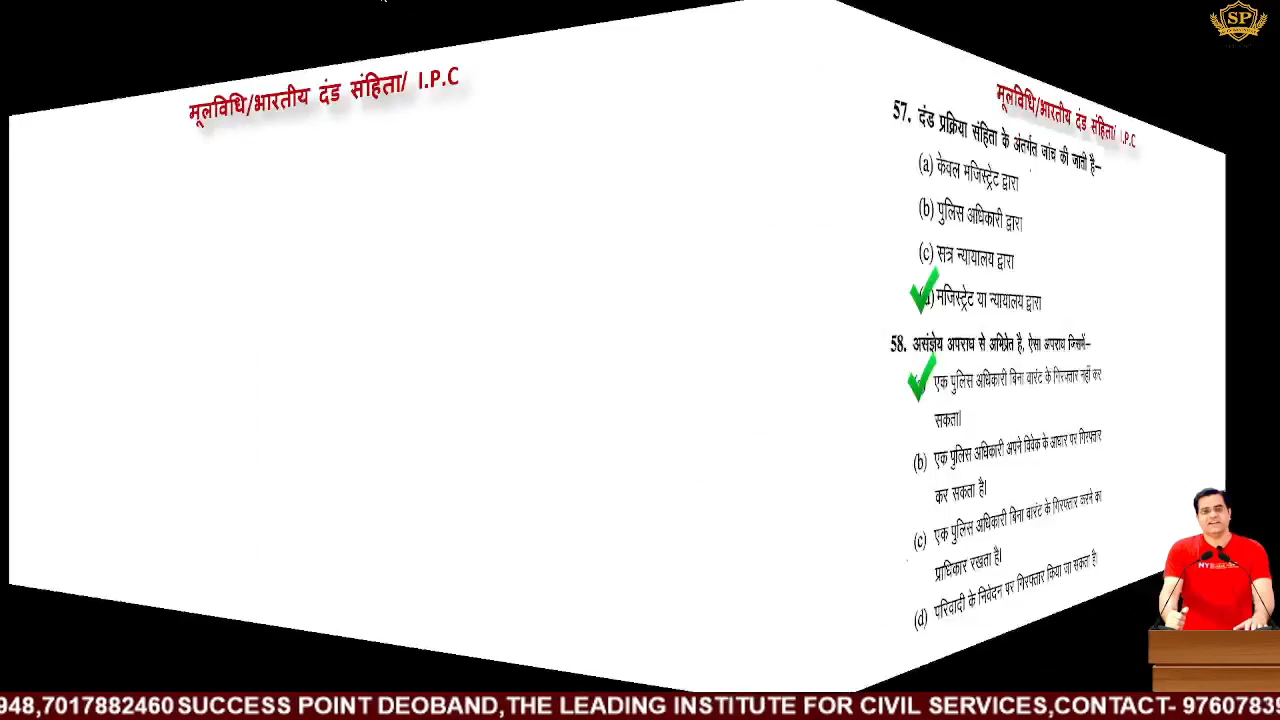 मूलविधि/भारतीय दंड संहिता/ I.P.C
SP
मूलविधि/भारतीय दंड संहिता/ I.P.C
57. दंड प्रक्रिया संहिता के अंतर्गत जांच की जाती है–
(a) केवल मजिस्ट्रेट द्वारा
(b) पुलिस अधिकारी द्वारा
(c) सत्र न्यायालय द्वारा
(d) मजिस्ट्रेट या न्यायालय द्वारा
58. असंज्ञेय अपराध से अभिप्रेत है, ऐसा अपराध जिसमें–
एक पुलिस अधिकारी बिना वारंट के गिरफ्तार नहीं कर
सकता।
(b) एक पुलिस अधिकारी अपने विवेक के आधार पर गिरफ्तार
कर सकता है।
(c) एक पुलिस अधिकारी बिना वारंट के गिरफ्तार करने का
प्राधिकार रखता है।
(d) परिवादी के निवेदन पर गिरफ्तार किया जा सकता है।
948,7017882460 SUCCESS POINT DEOBAND,THE LEADING INSTITUTE FOR CIVIL SERVICES,CONTACT- 9760783